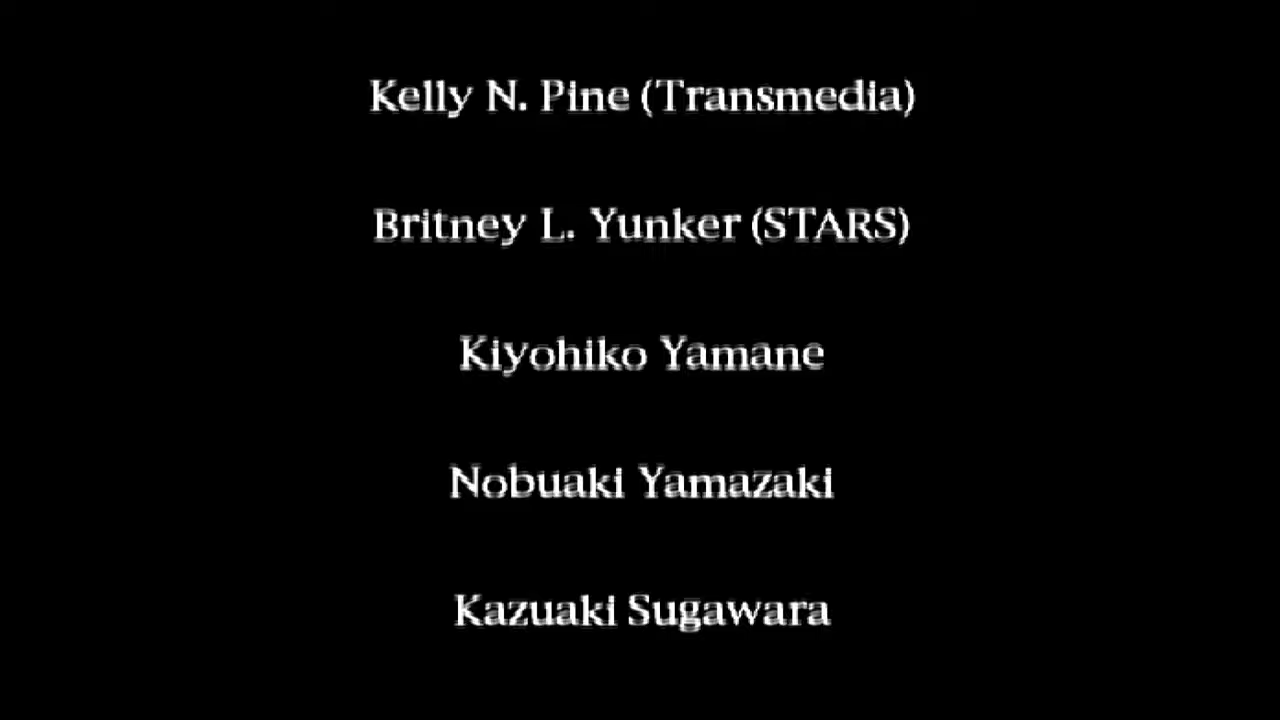 Kelly N. Pine (Transmedia)
Britney L. Yunker (STARS)
Kiyohiko Yamane
Nobuaki Yamazaki
Kazuaki Sugawara